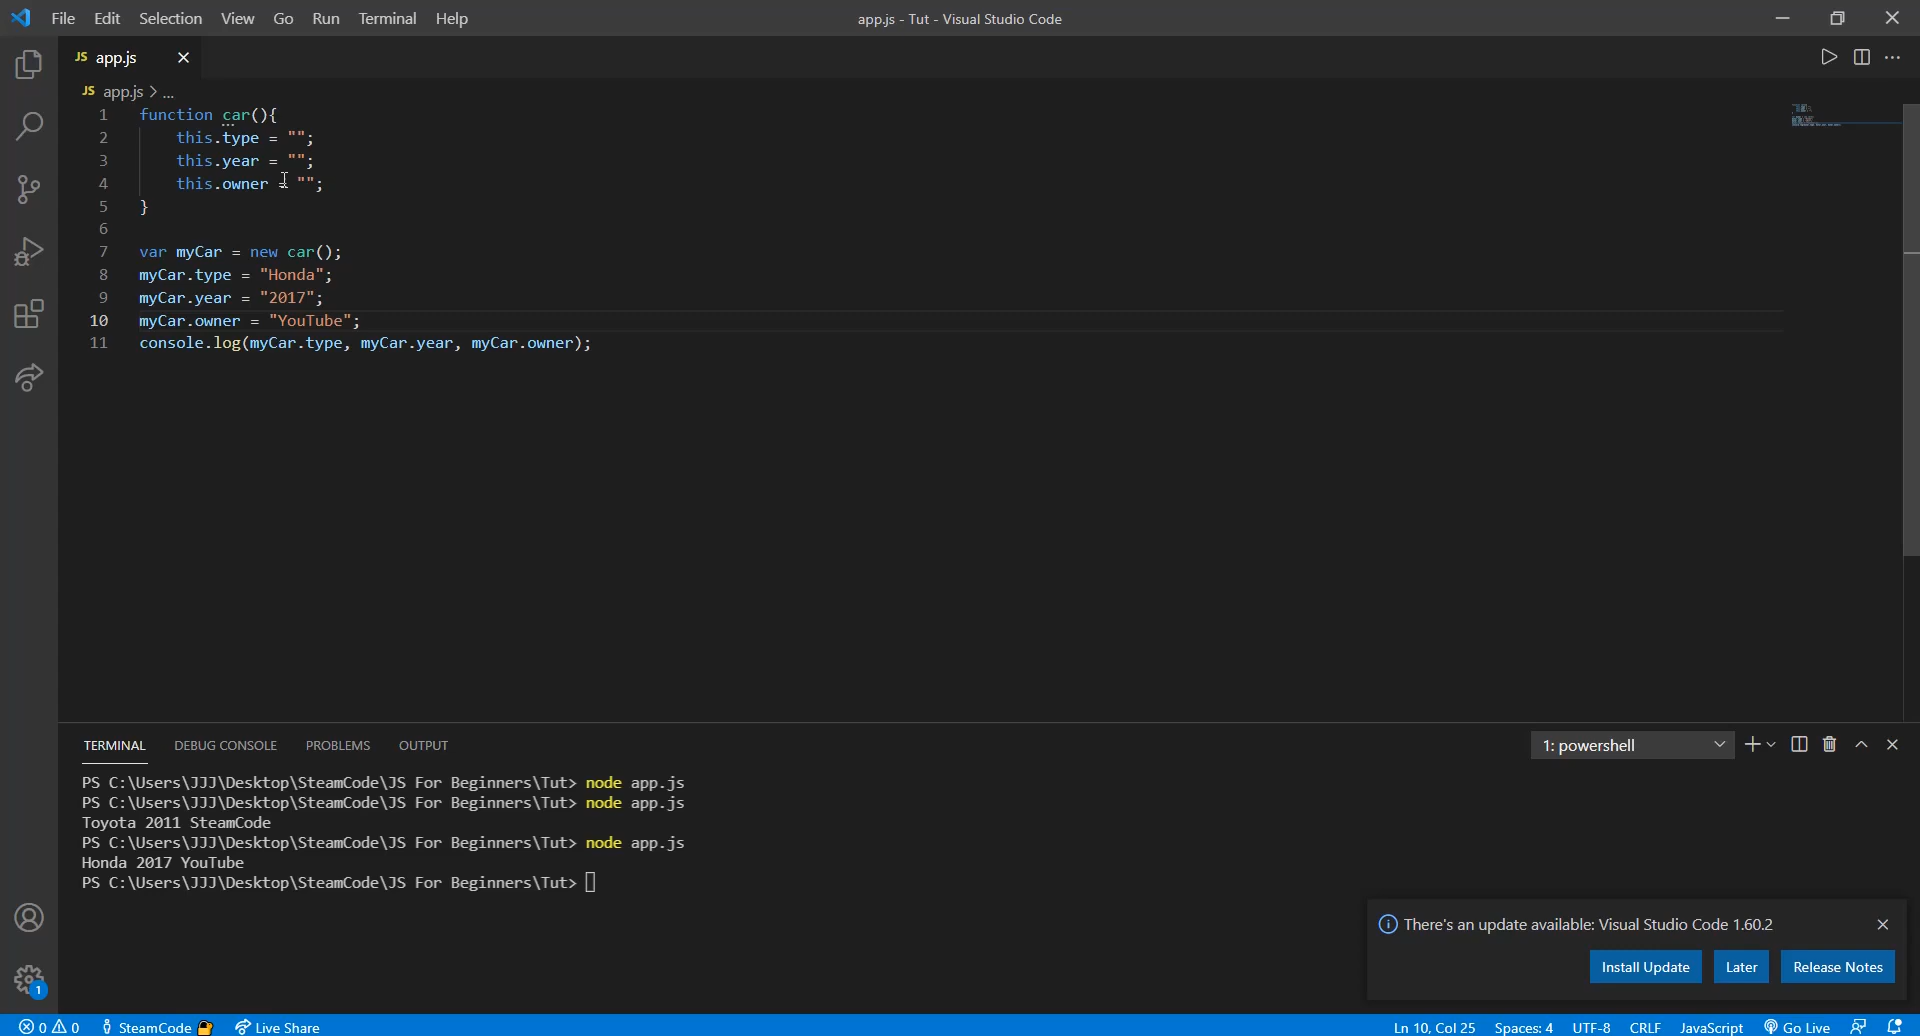 File Edit Selection View Go Run Terminal Help app.js - Tut - Visual Studio Code
JS app.js
JS app.js > ...
1 function car(){
2     this.type = "";
3     this.year = "";
4     this.owner = "";
5 }
6
7 var myCar = new car();
8 myCar.type = "Honda";
9 myCar.year = "2017";
10 myCar.owner = "YouTube";
11 console.log(myCar.type, myCar.year, myCar.owner);
TERMINAL DEBUG CONSOLE PROBLEMS OUTPUT 1: powershell
PS C:\Users\JJJ\Desktop\SteamCode\JS For Beginners\Tut> node app.js
PS C:\Users\JJJ\Desktop\SteamCode\JS For Beginners\Tut> node app.js
Toyota 2011 SteamCode
PS C:\Users\JJJ\Desktop\SteamCode\JS For Beginners\Tut> node app.js
Honda 2017 YouTube
PS C:\Users\JJJ\Desktop\SteamCode\JS For Beginners\Tut>
There's an update available: Visual Studio Code 1.60.2
Install Update Later Release Notes
1
0 0 SteamCode Live Share Ln 10, Col 25 Spaces: 4 UTF-8 CRLF JavaScript Go Live